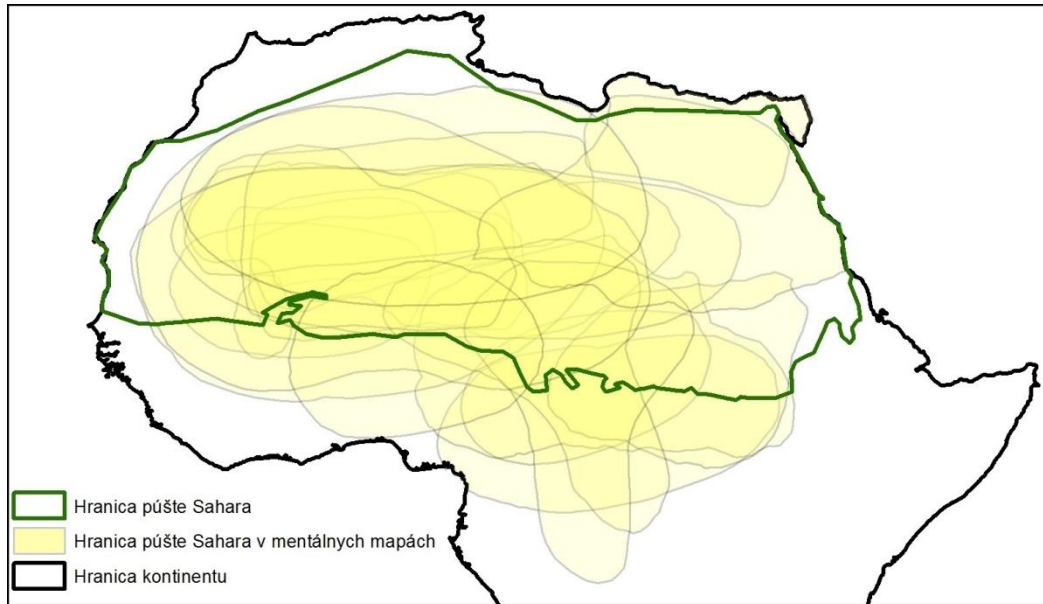 Hranica púšte Sahara
Hranica púšte Sahara v mentálnych mapách
Hranica kontinentu